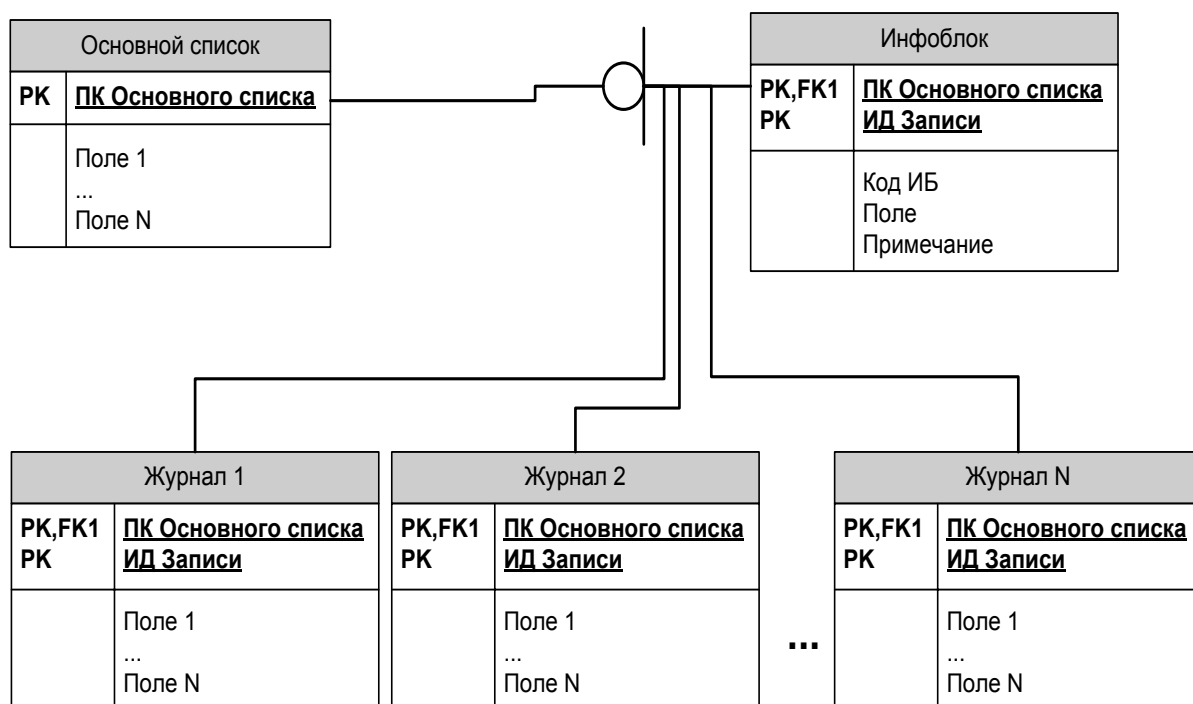 Основной список
PK ПК Основного списка
Поле 1
...
Поле N
Инфоблок
PK,FK1 ПК Основного списка
PK ИД Записи
Код ИБ
Поле
Примечание
Журнал 1
PK,FK1 ПК Основного списка
PK ИД Записи
Поле 1
...
Поле N
Журнал 2
PK,FK1 ПК Основного списка
PK ИД Записи
Поле 1
...
Поле N
...
Журнал N
PK,FK1 ПК Основного списка
PK ИД Записи
Поле 1
...
Поле N